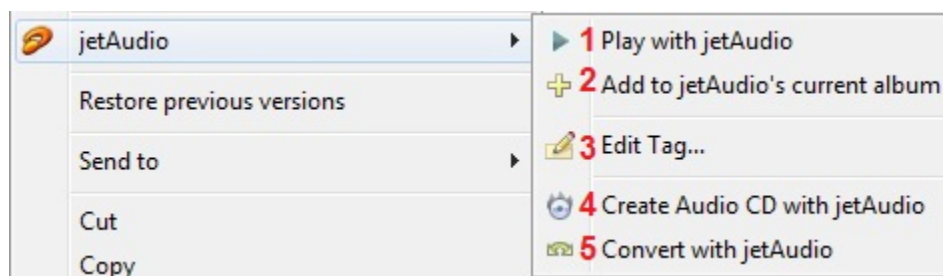 jetAudio
Restore previous versions
Send to
Cut
Copy
1 Play with jetAudio
2 Add to jetAudio's current album
3 Edit Tag...
4 Create Audio CD with jetAudio
5 Convert with jetAudio